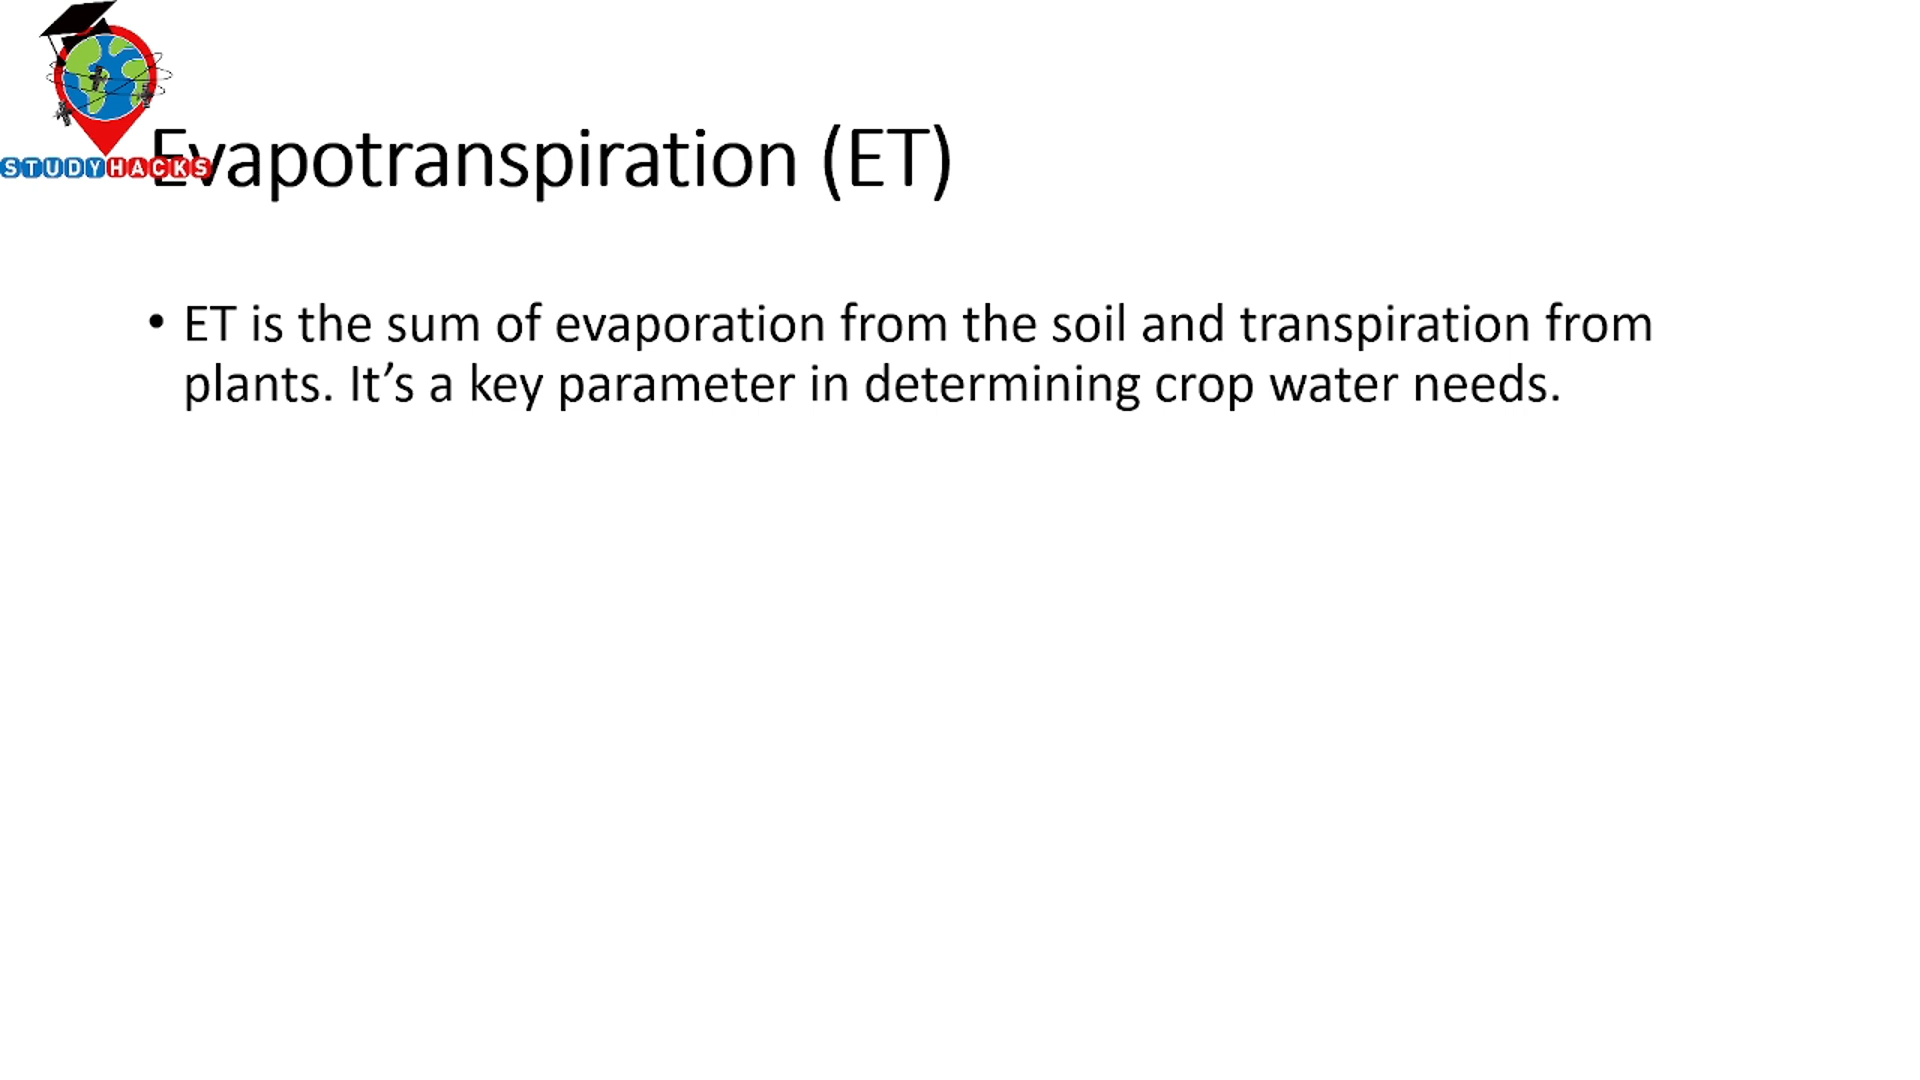 Evapotranspiration (ET)
STUDYHACKS
• ET is the sum of evaporation from the soil and transpiration from
plants. It’s a key parameter in determining crop water needs.